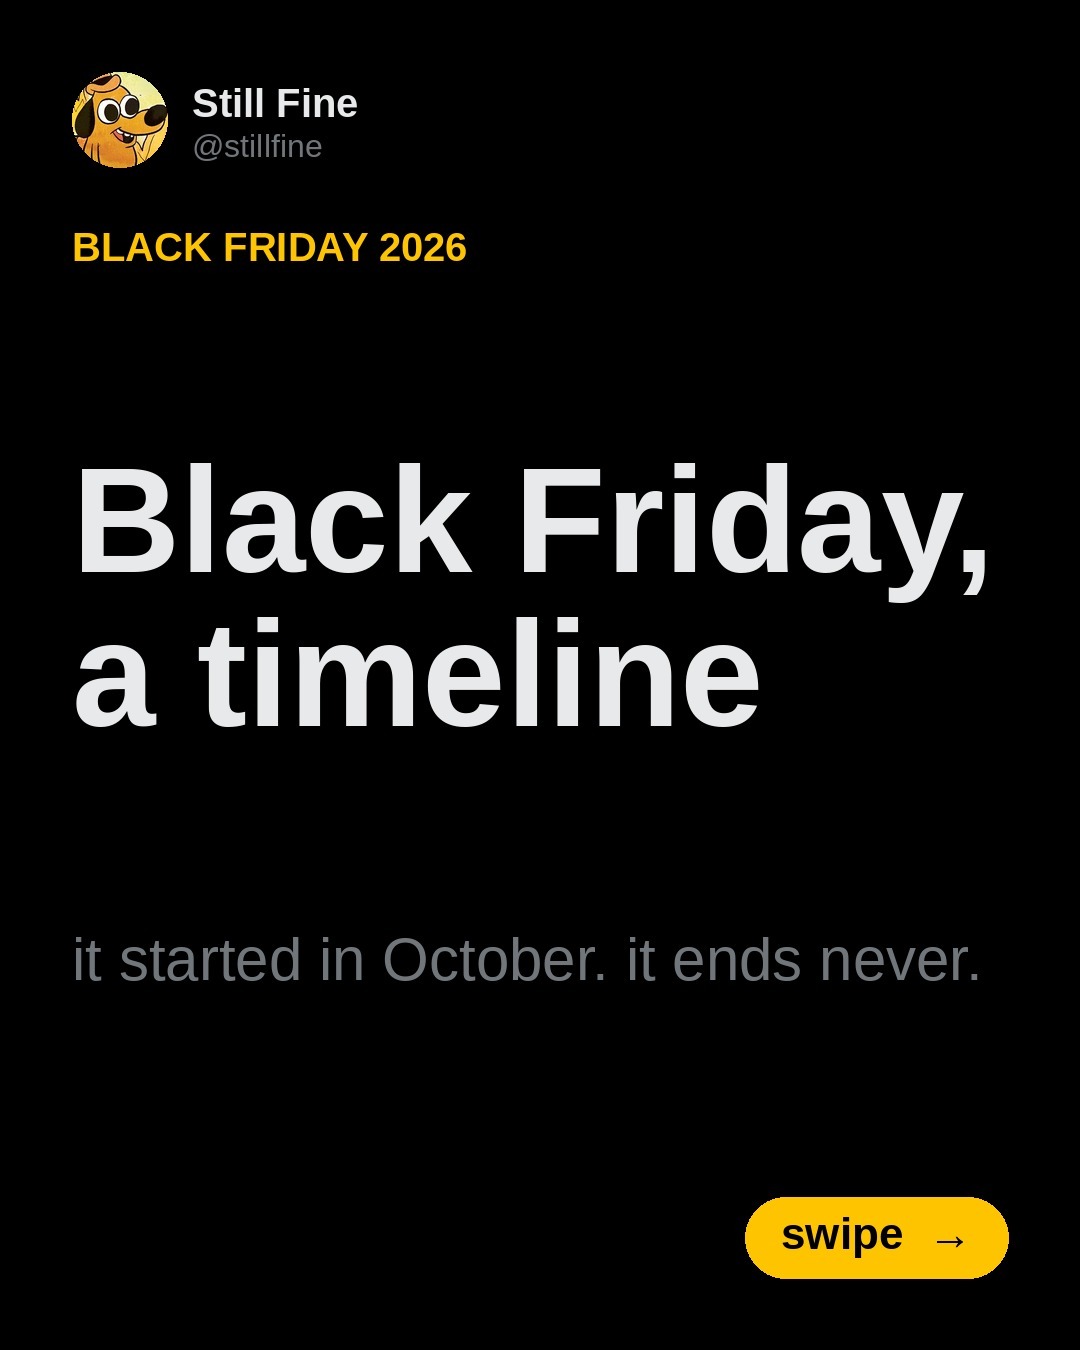 Still Fine
@stillfine
BLACK FRIDAY 2026
Black Friday,
a timeline
it started in October. it ends never.
swipe →